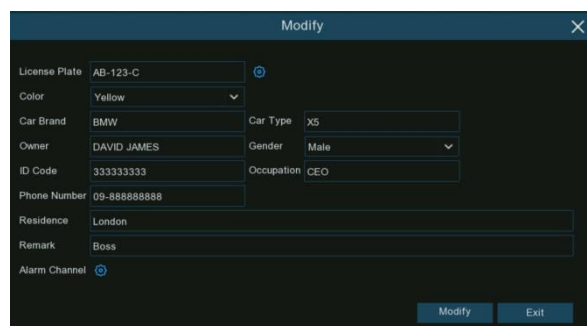 Modify
License Plate AB-123-C
Color Yellow
Car Brand BMW Car Type X5
Owner DAVID JAMES Gender Male
ID Code 333333333 Occupation CEO
Phone Number 09-888888888
Residence London
Remark Boss
Alarm Channel
Modify Exit